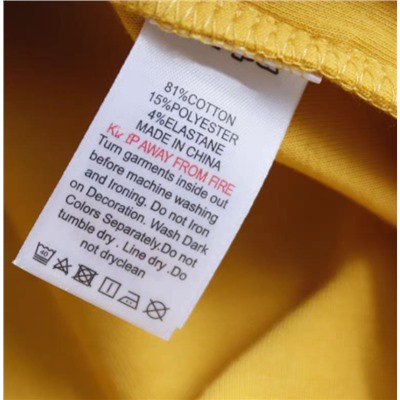 81%COTTON
15%POLYESTER
4%ELASTANE
MADE IN CHINA
AWAY FROM FIRE
Turn garments inside out
before machine washing
and Ironing. Do not Iron
on Decoration. Wash Dark
Colors Separately.Do not
tumble dry . Line dry .Do
not dryclean
40